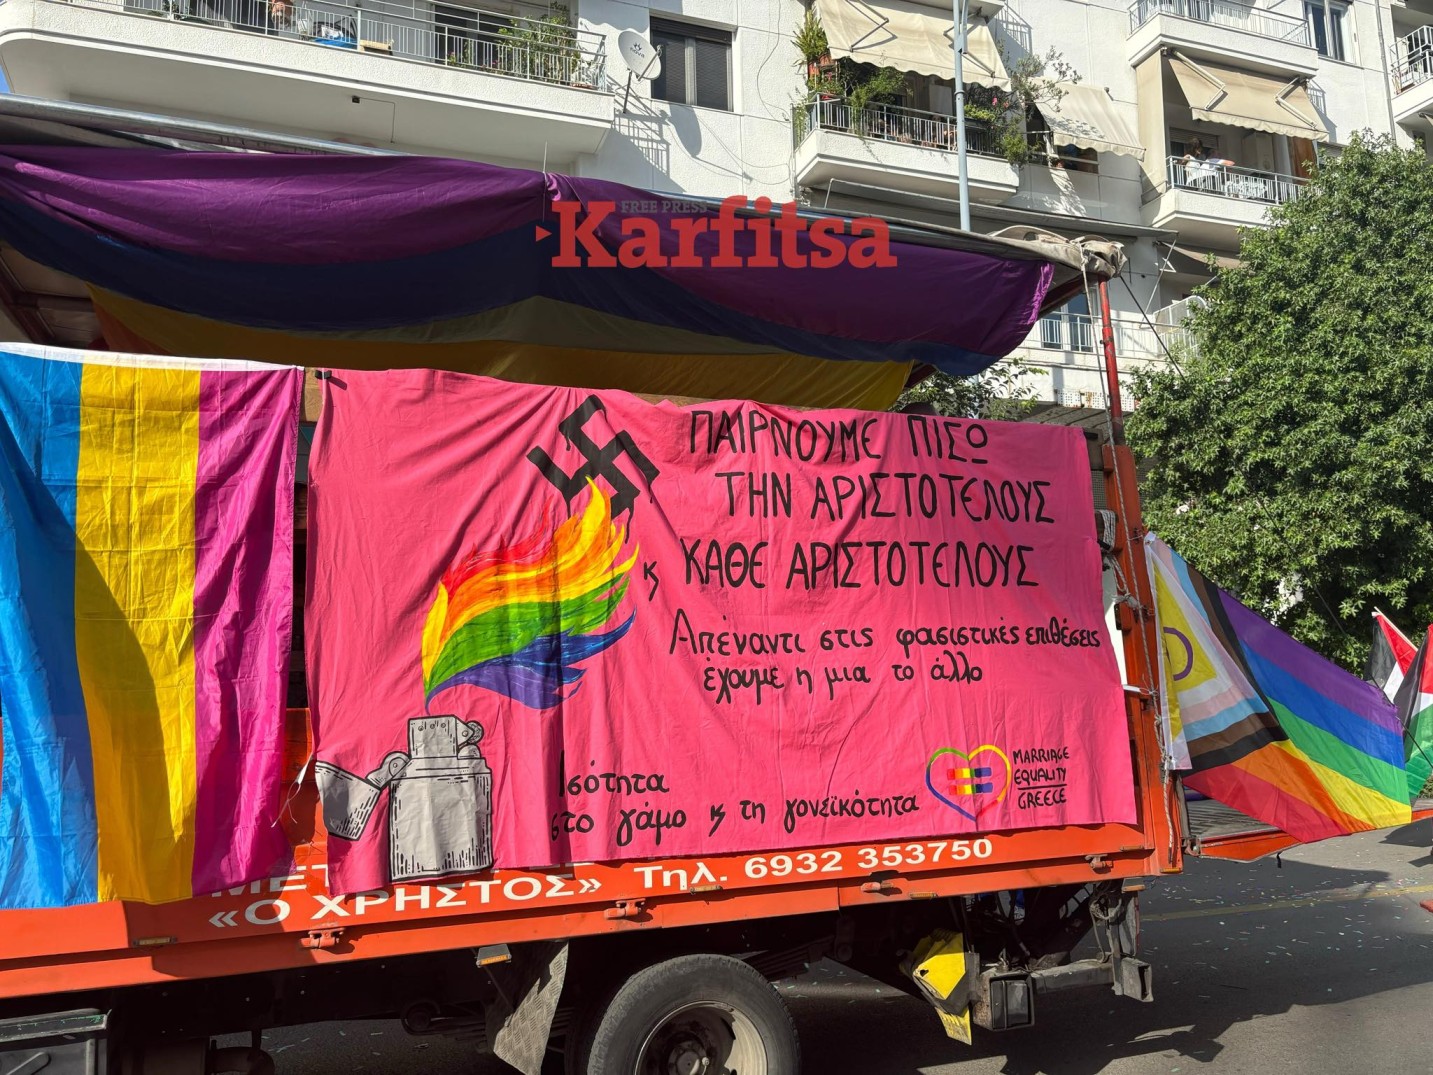 FREE PRESS
Karfitsa
ΠΑΙΡΝΟΥΜΕ ΠΙΣΩ
ΤΗΝ ΑΡΙΣΤΟΤΕΛΟΥΣ
κ ΚΑΘΕ ΑΡΙΣΤΟΤΕΛΟΥΣ
Απέναντι στις φασιστικές επιθέσεις
έχουμε η μια το άλλο
Ισότητα
στο γάμο κ τη γονεϊκότητα
MARRIAGE
EQUALITY
GREECE
ΜΕΤ
«Ο ΧΡΗΣΤΟΣ» Τηλ. 6932 353750